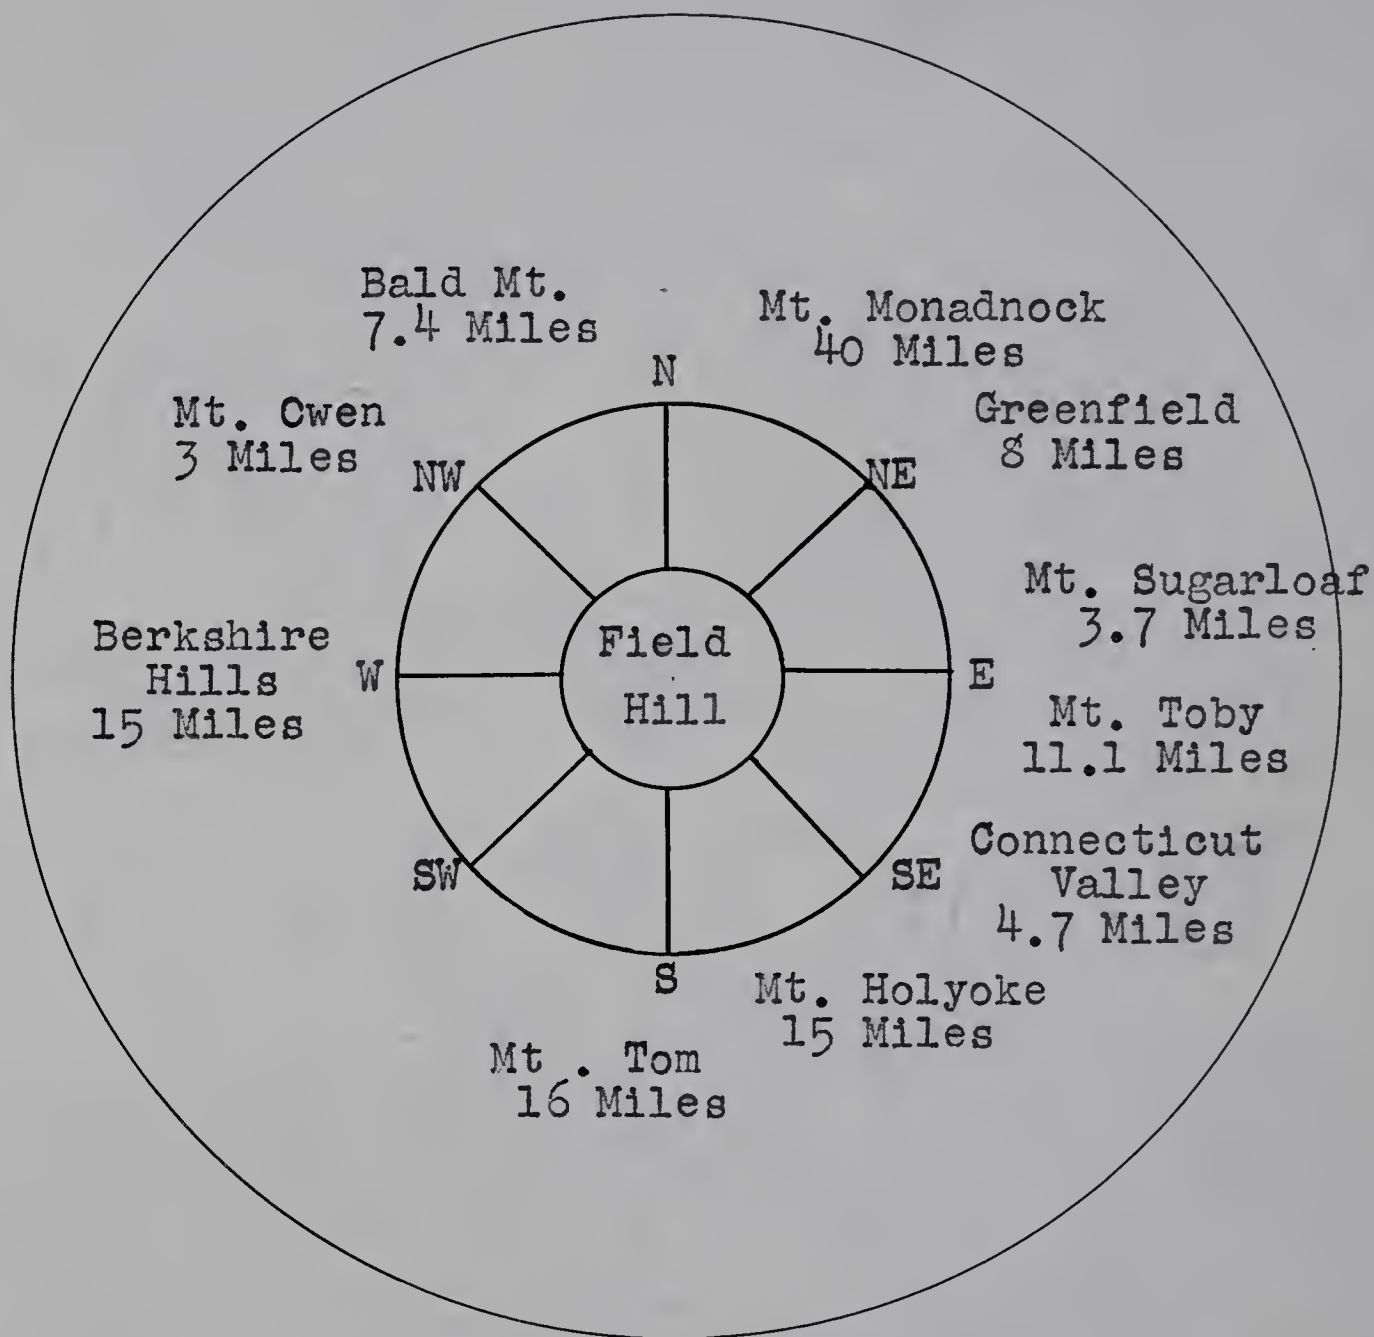 Bald Mt.
7.4 Miles
Mt. Monadnock
40 Miles
N
Mt. Owen
3 Miles
Greenfield
8 Miles
NW
NE
Mt. Sugarloaf
3.7 Miles
Berkshire
Hills
15 Miles
W
Field
Hill
E
Mt. Toby
11.1 Miles
Connecticut
Valley
4.7 Miles
SW
SE
S
Mt. Holyoke
15 Miles
Mt . Tom
16 Miles